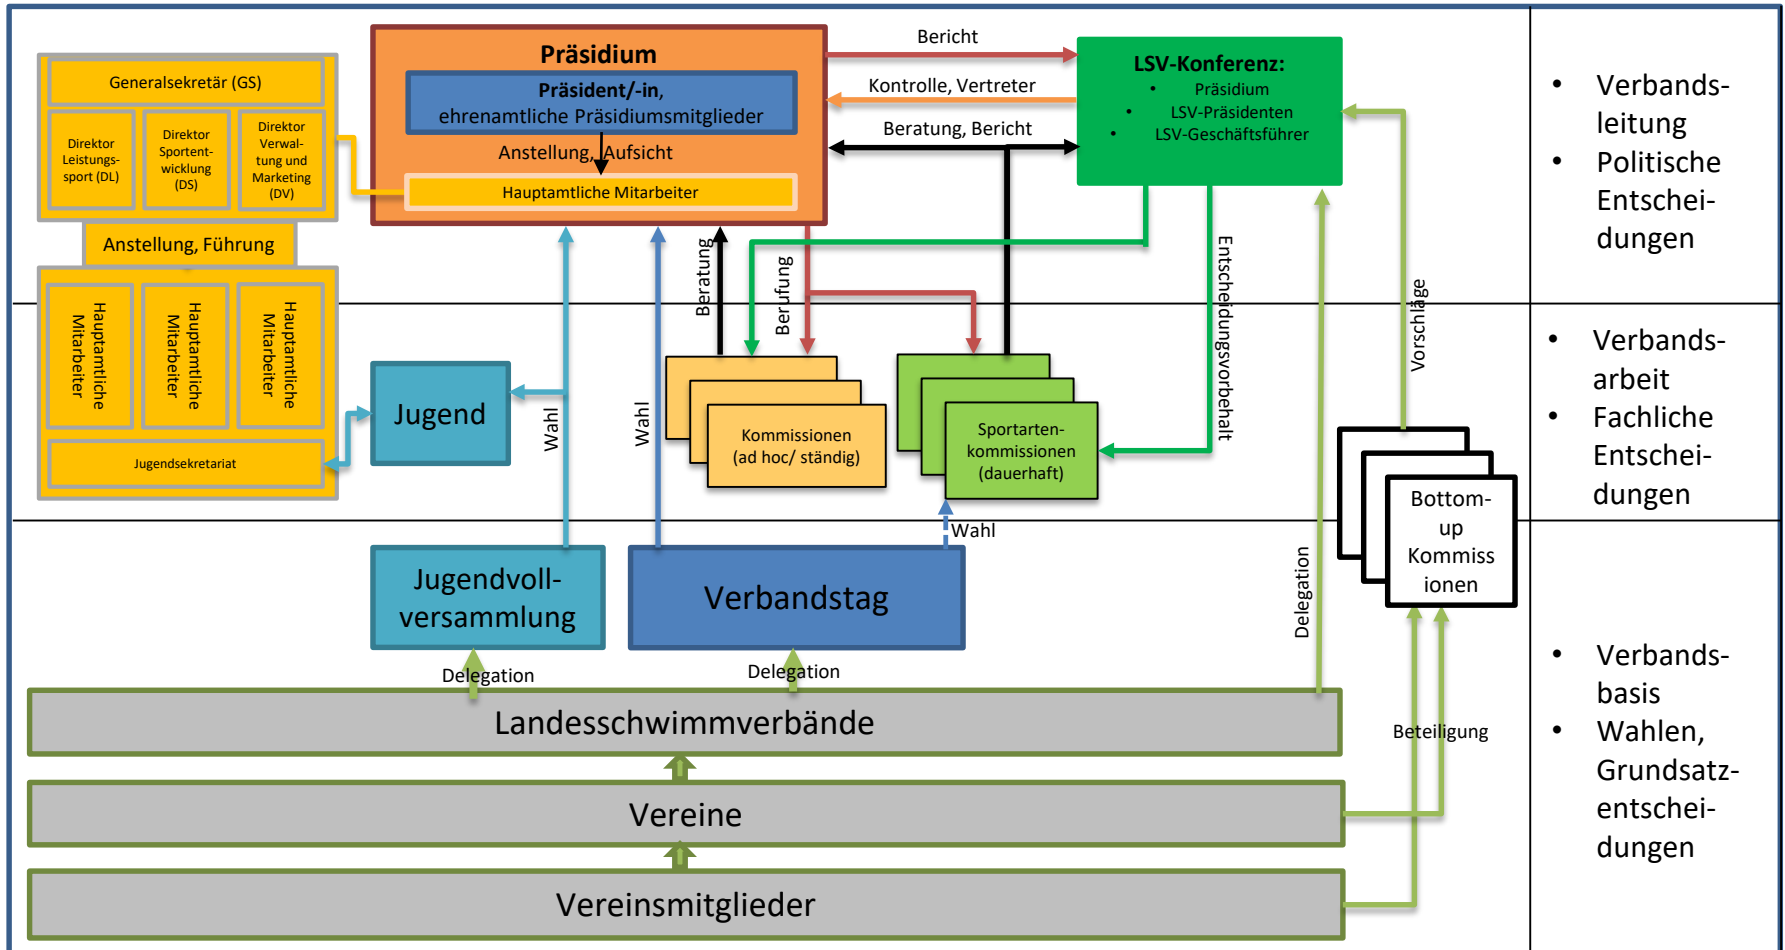 Generalsekretär (GS)
Direktor
Leistungs-
sport (DL)
Direktor
Sportent-
wicklung
(DS)
Direktor
Verwal-
tung und
Marketing
(DV)
Anstellung, Führung
Hauptamtliche
Mitarbeiter
Hauptamtliche
Mitarbeiter
Hauptamtliche
Mitarbeiter
Jugendsekretariat
Präsidium
Präsident/-in,
ehrenamtliche Präsidiumsmitglieder
Anstellung, Aufsicht
Hauptamtliche Mitarbeiter
Bericht
Kontrolle, Vertreter
Beratung, Bericht
LSV-Konferenz:
• Präsidium
• LSV-Präsidenten
• LSV-Geschäftsführer
• Verbands-
leitung
• Politische
Entschei-
dungen
Beratung
Berufung
Entscheidungsvorbehalt
Vorschläge
Jugend
Wahl
Wahl
Kommissionen
(ad hoc/ ständig)
Sportarten-
kommissionen
(dauerhaft)
Wahl
• Verbands-
arbeit
• Fachliche
Entschei-
dungen
Bottom-
up
Kommiss
ionen
Jugendvoll-
versammlung
Verbandstag
Delegation
Delegation
Delegation
Landesschwimmverbände
Beteiligung
Vereine
Vereinsmitglieder
• Verbands-
basis
• Wahlen,
Grundsatz-
entschei-
dungen